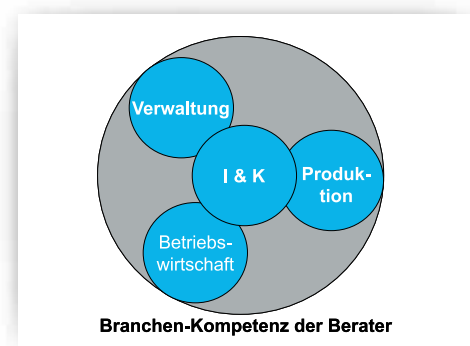 Verwaltung
I & K
Produk-
tion
Betriebs-
wirtschaft
Branchen-Kompetenz der Berater